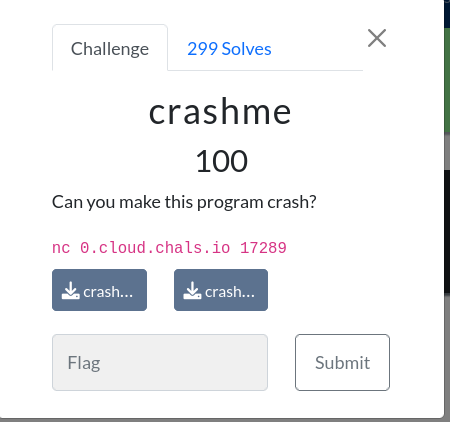 Challenge 299 Solves
crashme
100
Can you make this program crash?
nc 0.cloud.chals.io 17289
crash... crash...
Flag Submit